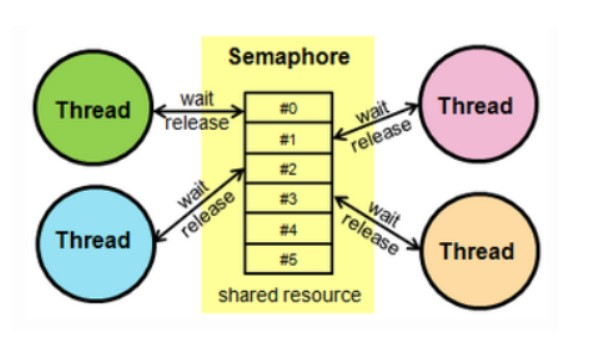 Semaphore
Thread
wait
release
#0
#1
#2
#3
#4
#5
wait
release
Thread
Thread
wait
release
wait
release
Thread
shared resource